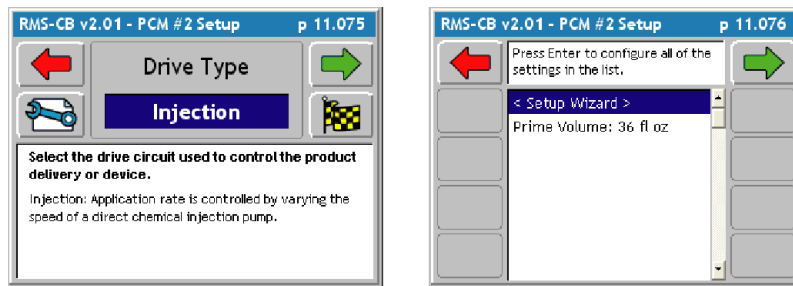 RMS-CB v2.01 - PCM #2 Setup p 11.075
Drive Type
Injection
Select the drive circuit used to control the product
delivery or device.
Injection: Application rate is controlled by varying the
speed of a direct chemical injection pump.
RMS-CB v2.01 - PCM #2 Setup p 11.076
Press Enter to configure all of the
settings in the list.
< Setup Wizard >
Prime Volume: 36 fl oz